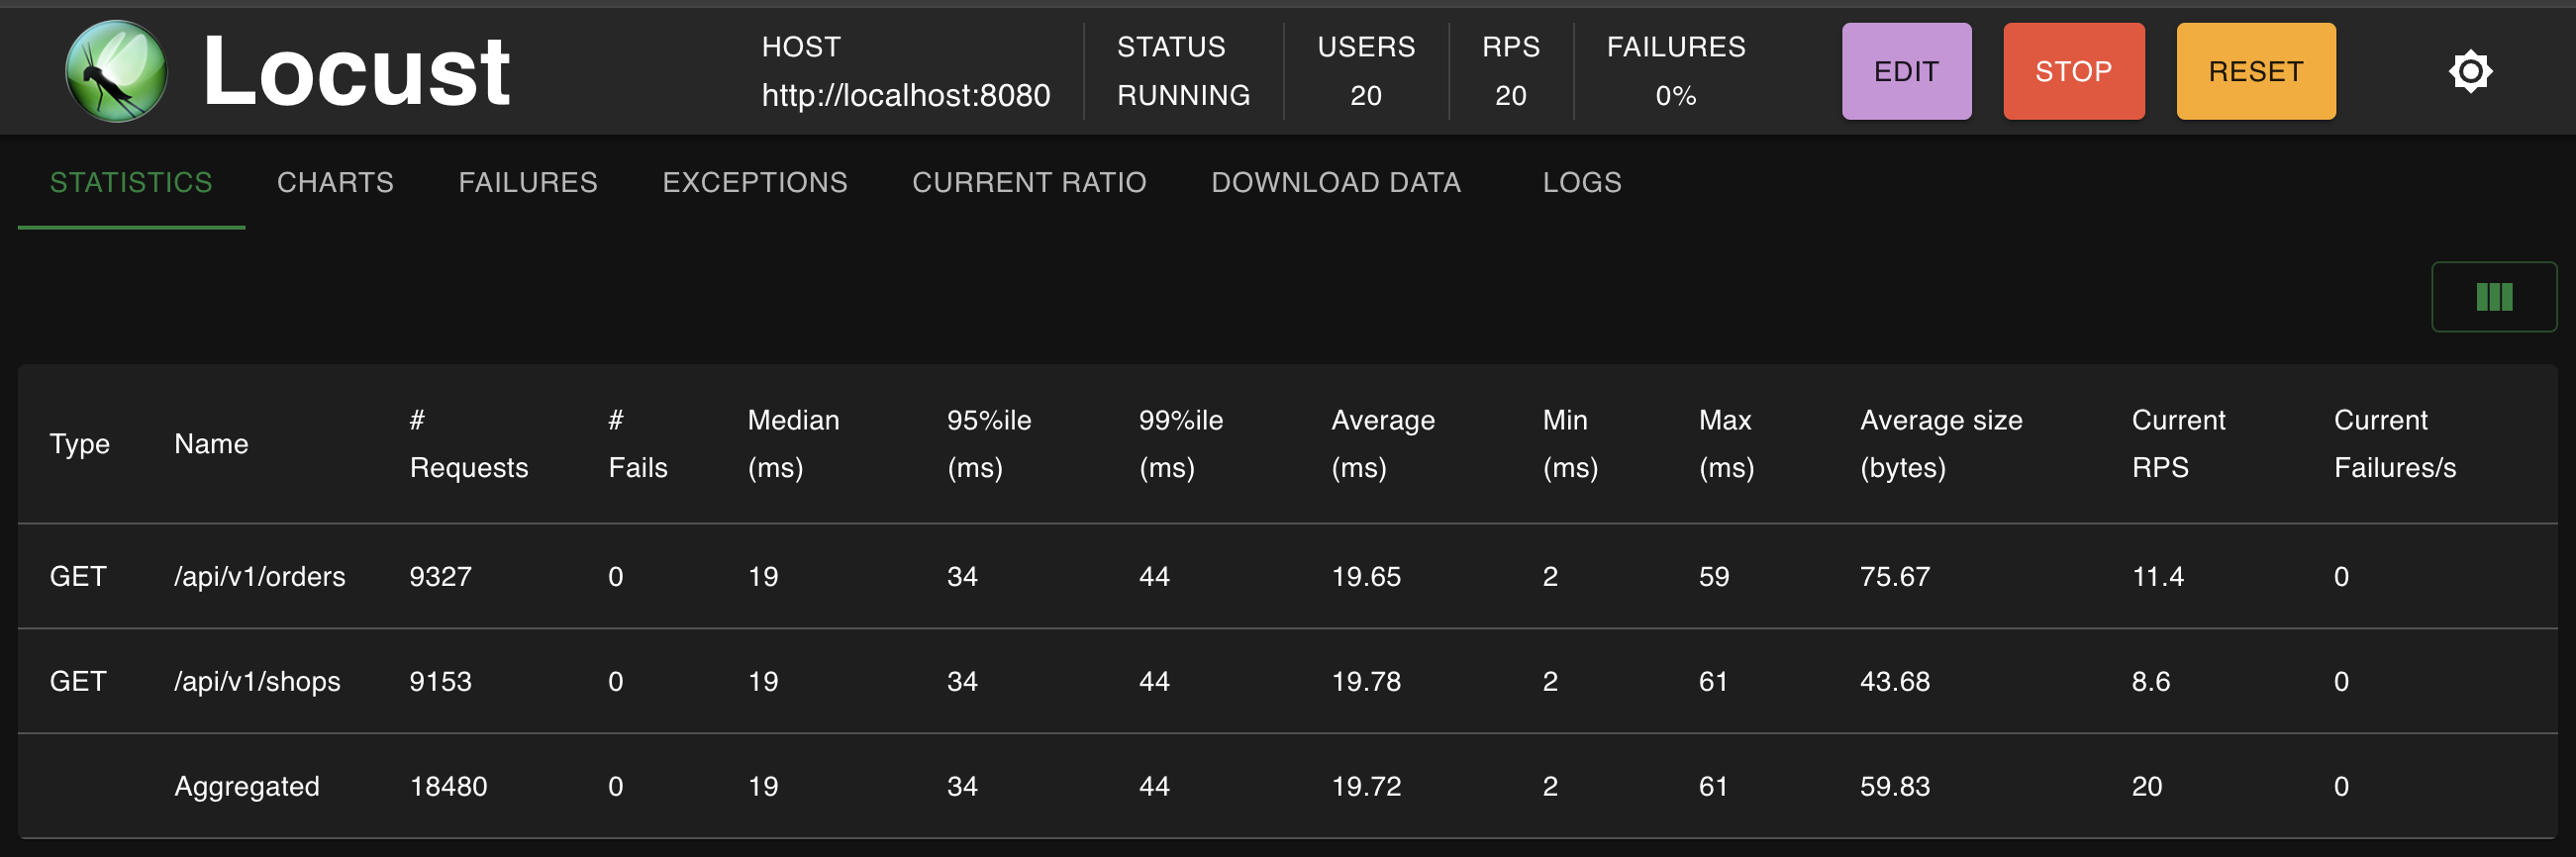 Locust
HOST
http://localhost:8080
STATUS
RUNNING
USERS
20
RPS
20
FAILURES
0%
EDIT
STOP
RESET
STATISTICS CHARTS FAILURES EXCEPTIONS CURRENT RATIO DOWNLOAD DATA LOGS
Type Name # Requests # Fails Median (ms) 95%ile (ms) 99%ile (ms) Average (ms) Min (ms) Max (ms) Average size (bytes) Current RPS Current Failures/s
GET /api/v1/orders 9327 0 19 34 44 19.65 2 59 75.67 11.4 0
GET /api/v1/shops 9153 0 19 34 44 19.78 2 61 43.68 8.6 0
Aggregated 18480 0 19 34 44 19.72 2 61 59.83 20 0